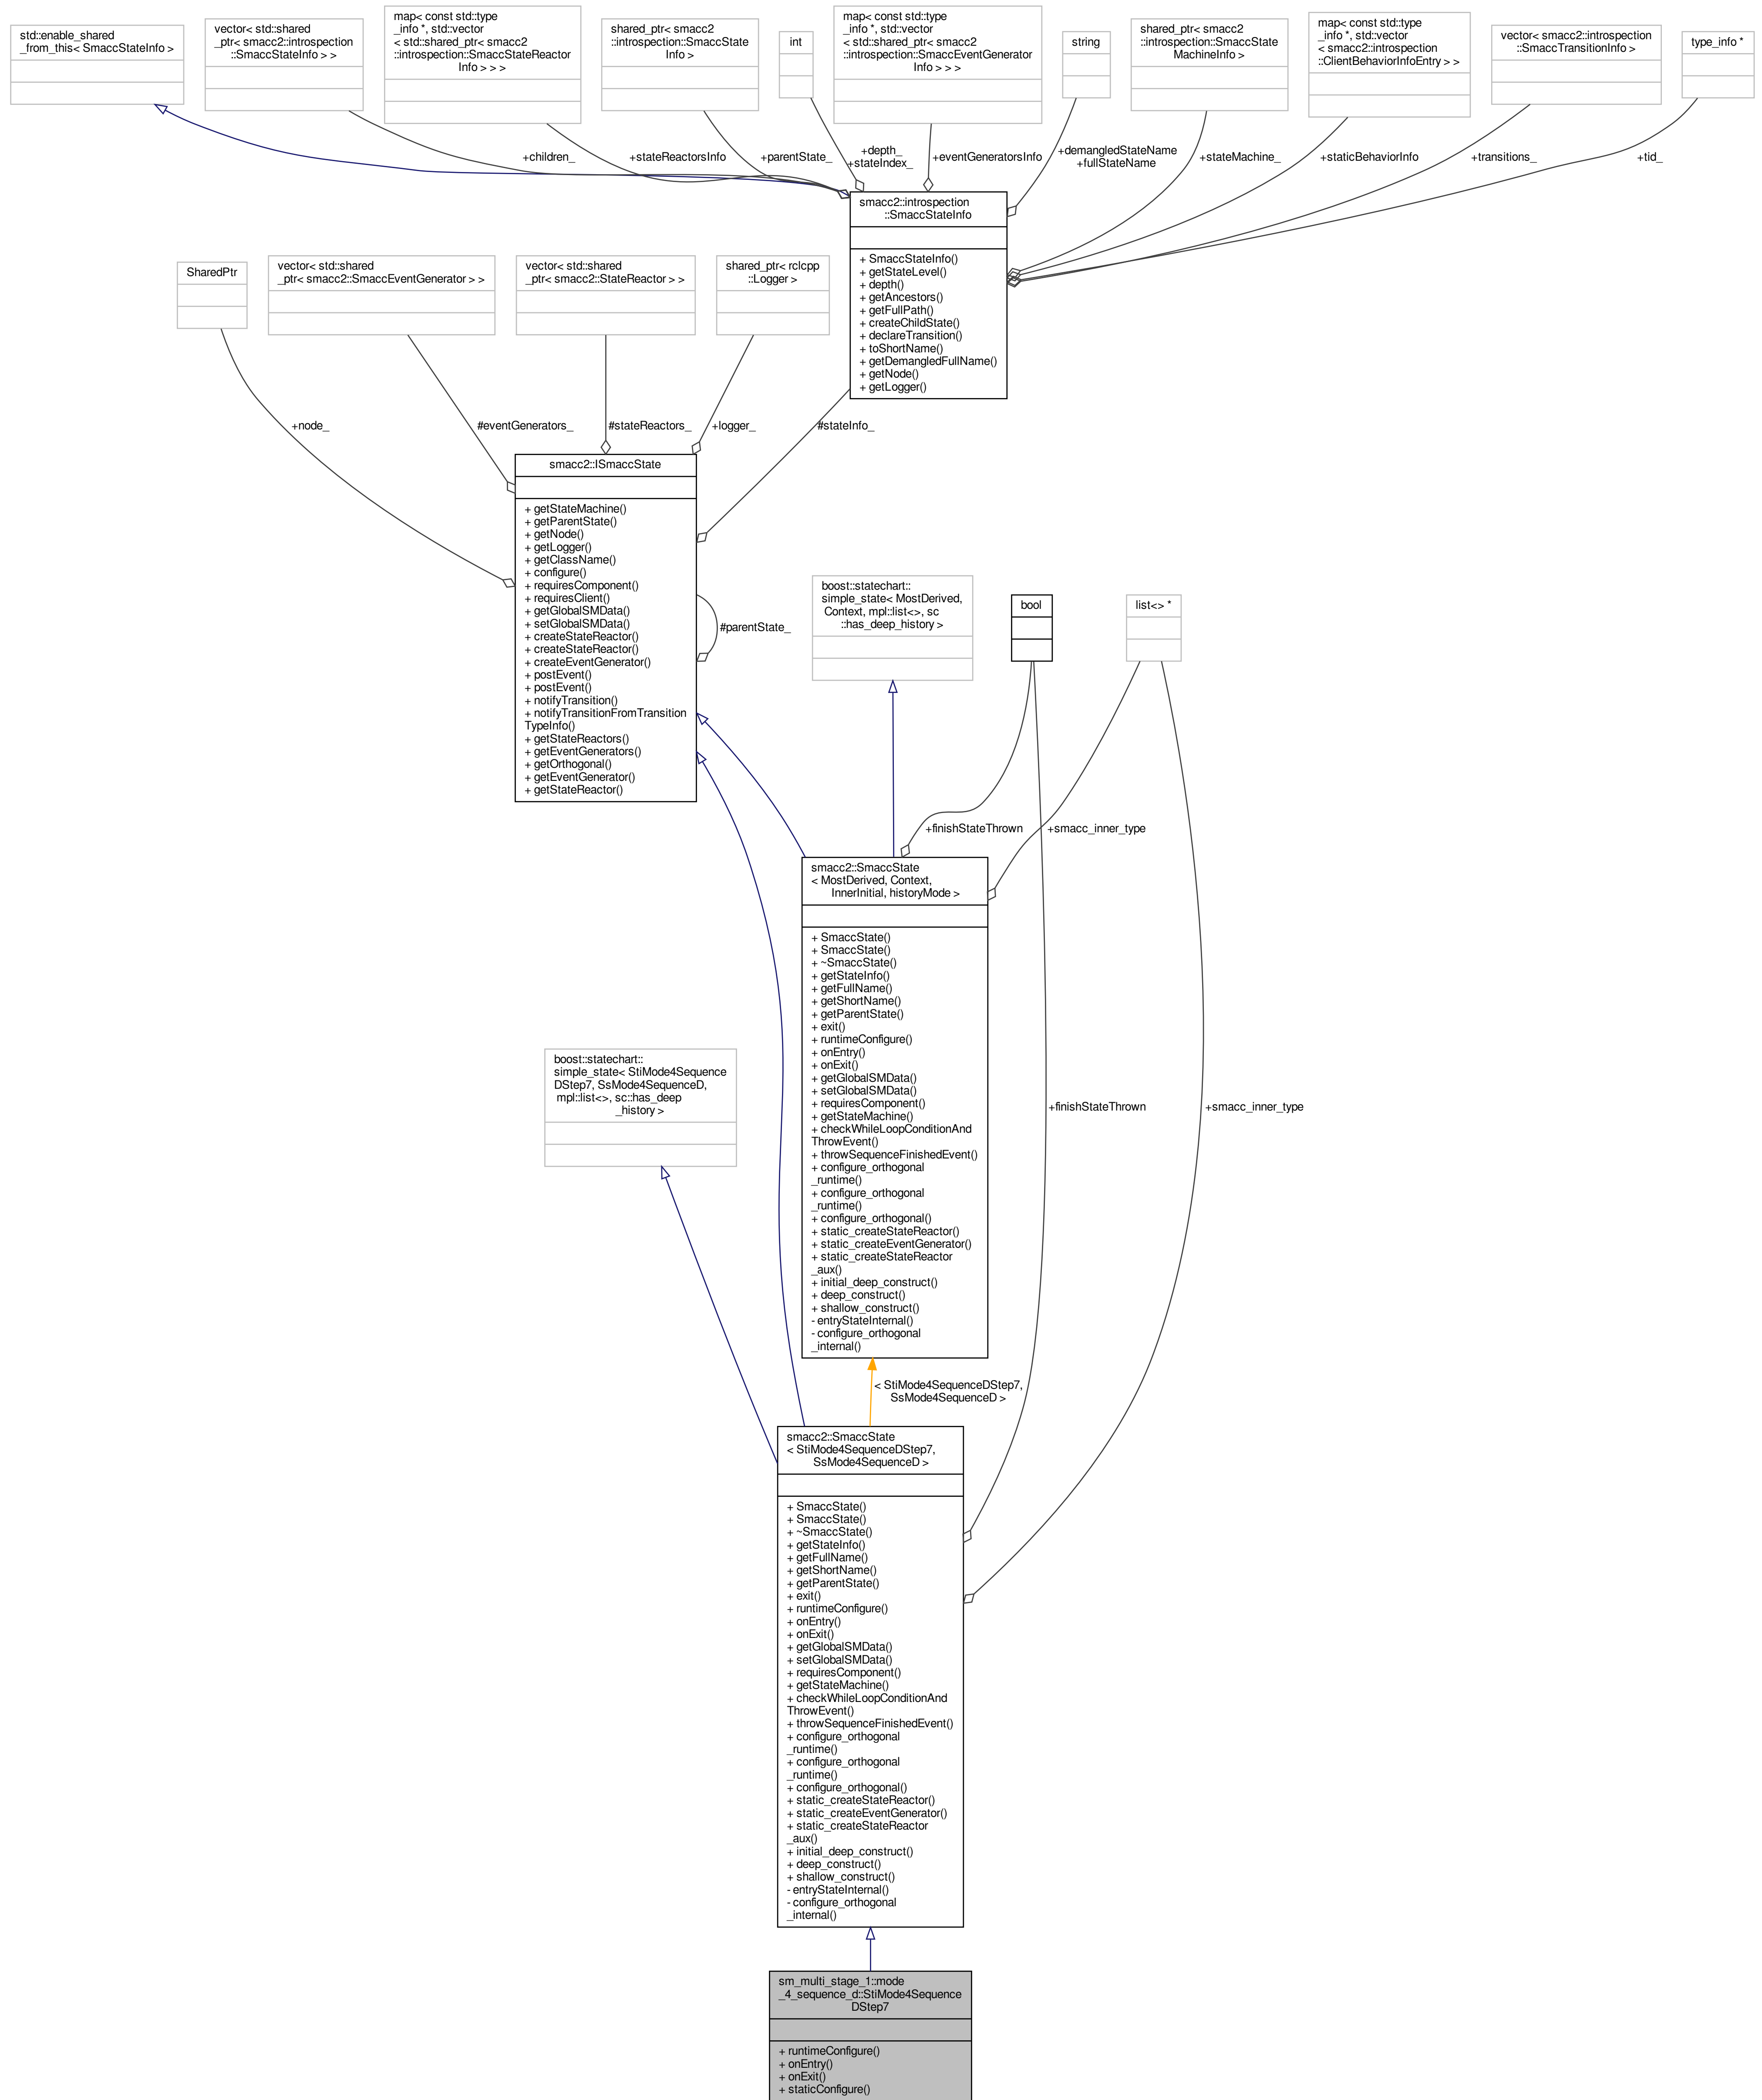 std::enable_shared
_from_this< SmaccStateInfo >
vector< std::shared
_ptr< smacc2::introspection
::SmaccStateInfo > >
map< const std::type
_info *, std::vector
< std::shared_ptr< smacc2
::introspection::SmaccStateReactor
Info > > >
shared_ptr< smacc2
::introspection::SmaccState
Info >
int
map< const std::type
_info *, std::vector
< std::shared_ptr< smacc2
::introspection::SmaccEventGenerator
Info > > >
string
shared_ptr< smacc2
::introspection::SmaccState
MachineInfo >
map< const std::type
_info *, std::vector
< smacc2::introspection
::ClientBehaviorInfoEntry > >
vector< smacc2::introspection
::SmaccTransitionInfo >
type_info *
+children_
+stateReactorsInfo
+parentState_
+depth_
+stateIndex_
+eventGeneratorsInfo
+demangledStateName
+fullStateName
+stateMachine_
+staticBehaviorInfo
+transitions_
+tid_
smacc2::introspection
::SmaccStateInfo
+ SmaccStateInfo()
+ getStateLevel()
+ depth()
+ getAncestors()
+ getFullPath()
+ createChildState()
+ declareTransition()
+ toShortName()
+ getDemangledFullName()
+ getNode()
+ getLogger()
SharedPtr
vector< std::shared
_ptr< smacc2::SmaccEventGenerator > >
vector< std::shared
_ptr< smacc2::StateReactor > >
shared_ptr< rclcpp
::Logger >
+node_
#eventGenerators_
#stateReactors_
+logger_
#stateInfo_
smacc2::ISmaccState
+ getStateMachine()
+ getParentState()
+ getNode()
+ getLogger()
+ getClassName()
+ configure()
+ requiresComponent()
+ requiresClient()
+ getGlobalSMData()
+ setGlobalSMData()
+ createStateReactor()
+ createStateReactor()
+ createEventGenerator()
+ postEvent()
+ postEvent()
+ notifyTransition()
+ notifyTransitionFromTransition
TypeInfo()
+ getStateReactors()
+ getEventGenerators()
+ getOrthogonal()
+ getEventGenerator()
+ getStateReactor()
#parentState_
boost::statechart::
simple_state< MostDerived,
Context, mpl::list<>, sc
::has_deep_history >
bool
list<> *
+finishStateThrown
+smacc_inner_type
smacc2::SmaccState
< MostDerived, Context,
InnerInitial, historyMode >
+ SmaccState()
+ SmaccState()
+ ~SmaccState()
+ getStateInfo()
+ getFullName()
+ getShortName()
+ getParentState()
+ exit()
+ runtimeConfigure()
+ onEntry()
+ onExit()
+ getGlobalSMData()
+ setGlobalSMData()
+ requiresComponent()
+ getStateMachine()
+ checkWhileLoopConditionAnd
ThrowEvent()
+ throwSequenceFinishedEvent()
+ configure_orthogonal
_runtime()
+ configure_orthogonal
_runtime()
+ configure_orthogonal()
+ static_createStateReactor()
+ static_createEventGenerator()
+ static_createStateReactor
_aux()
+ initial_deep_construct()
+ deep_construct()
+ shallow_construct()
- entryStateInternal()
- configure_orthogonal
_internal()
boost::statechart::
simple_state< StiMode4Sequence
DStep7, SsMode4SequenceD,
mpl::list<>, sc::has_deep
_history >
+finishStateThrown
+smacc_inner_type
< StiMode4SequenceDStep7,
SsMode4SequenceD >
smacc2::SmaccState
< StiMode4SequenceDStep7,
SsMode4SequenceD >
+ SmaccState()
+ SmaccState()
+ ~SmaccState()
+ getStateInfo()
+ getFullName()
+ getShortName()
+ getParentState()
+ exit()
+ runtimeConfigure()
+ onEntry()
+ onExit()
+ getGlobalSMData()
+ setGlobalSMData()
+ requiresComponent()
+ getStateMachine()
+ checkWhileLoopConditionAnd
ThrowEvent()
+ throwSequenceFinishedEvent()
+ configure_orthogonal
_runtime()
+ configure_orthogonal
_runtime()
+ configure_orthogonal()
+ static_createStateReactor()
+ static_createEventGenerator()
+ static_createStateReactor
_aux()
+ initial_deep_construct()
+ deep_construct()
+ shallow_construct()
- entryStateInternal()
- configure_orthogonal
_internal()
sm_multi_stage_1::mode
_4_sequence_d::StiMode4Sequence
DStep7
+ runtimeConfigure()
+ onEntry()
+ onExit()
+ staticConfigure()